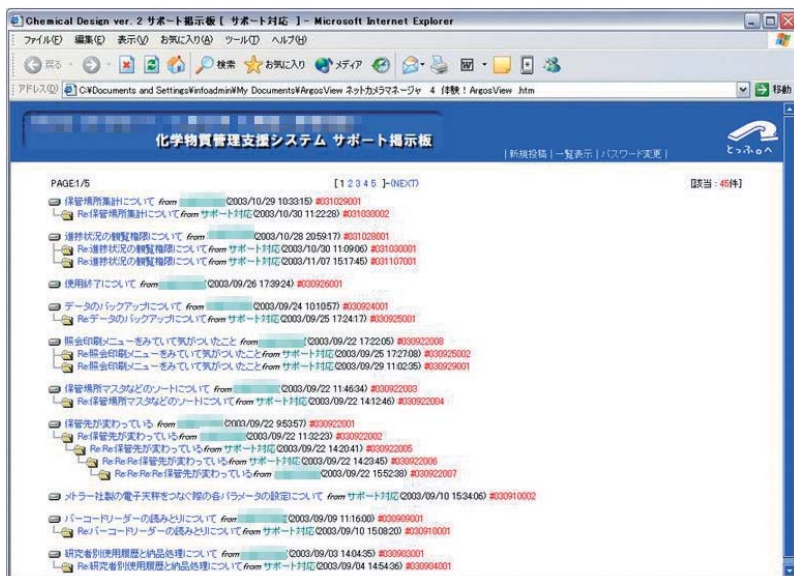 Chemical Design ver. 2 サポート掲示板 [ サポート対応 ] - Microsoft Internet Explorer
ファイル(F) 編集(E) 表示(V) お気に入り(A) ツール(T) ヘルプ(H)
戻る 検索 お気に入り メディア
アドレス(D) C:¥Documents and Settings¥infoadmin¥My Documents¥ArgosView ネットカメラマネージャ 4 体験!ArgosView .htm 移動
化学物質管理支援システム サポート掲示板
|新規投稿|一覧表示|パスワード変更|
とっぷへ
PAGE:1/5 [1 2 3 4 5 ]-(NEXT) [該当:45件]
保管場所集計について from (2003/10/29 10:33:15) #031029001
Re:保管場所集計について from サポート対応(2003/10/30 11:22:28) #031030002
進捗状況の観覧権限について from (2003/10/28 20:59:17) #031028001
Re:進捗状況の観覧権限について from サポート対応(2003/10/30 11:09:06) #031030001
Re:進捗状況の観覧権限について from サポート対応(2003/11/07 15:17:45) #031107001
使用終了について from (2003/09/26 17:39:24) #030926001
データのバックアップについて from (2003/09/24 10:10:57) #030924001
Re:データのバックアップについて from サポート対応(2003/09/25 17:24:17) #030925001
照会印刷メニューをみていて気がついたこと from (2003/09/22 17:22:05) #030922008
Re:照会印刷メニューをみていて気がついたこと from サポート対応(2003/09/25 17:27:08) #030925002
Re:照会印刷メニューをみていて気がついたこと from サポート対応(2003/09/29 11:02:35) #030929001
保管場所マスタなどのソートについて from (2003/09/22 11:46:34) #030922003
Re:保管場所マスタなどのソートについて from サポート対応(2003/09/22 14:12:46) #030922004
保管先が変わっている from (2003/09/22 9:53:57) #030922001
Re:保管先が変わっている from (2003/09/22 11:32:23) #030922002
Re:Re:保管先が変わっている from サポート対応(2003/09/22 14:20:41) #030922005
Re:Re:Re:保管先が変わっている from サポート対応(2003/09/22 14:23:45) #030922006
Re:Re:Re:Re:保管先が変わっている from (2003/09/22 15:52:38) #030922007
メトラー社製の電子天秤をつなぐ際の各パラメータの設定について from サポート対応(2003/09/10 15:34:06) #030910002
バーコードリーダーの読みとりについて from (2003/09/09 11:16:00) #030909001
Re:バーコードリーダーの読みとりについて from サポート対応(2003/09/10 15:08:20) #030910001
研究者別使用履歴と納品処理について from (2003/09/03 14:04:35) #030903001
Re:研究者別使用履歴と納品処理について from サポート対応(2003/09/04 14:54:36) #030904001